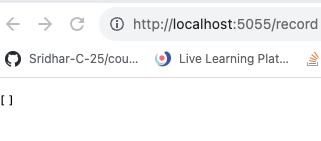 http://localhost:5055/record
Sridhar-C-25/cou... Live Learning Plat...
[]